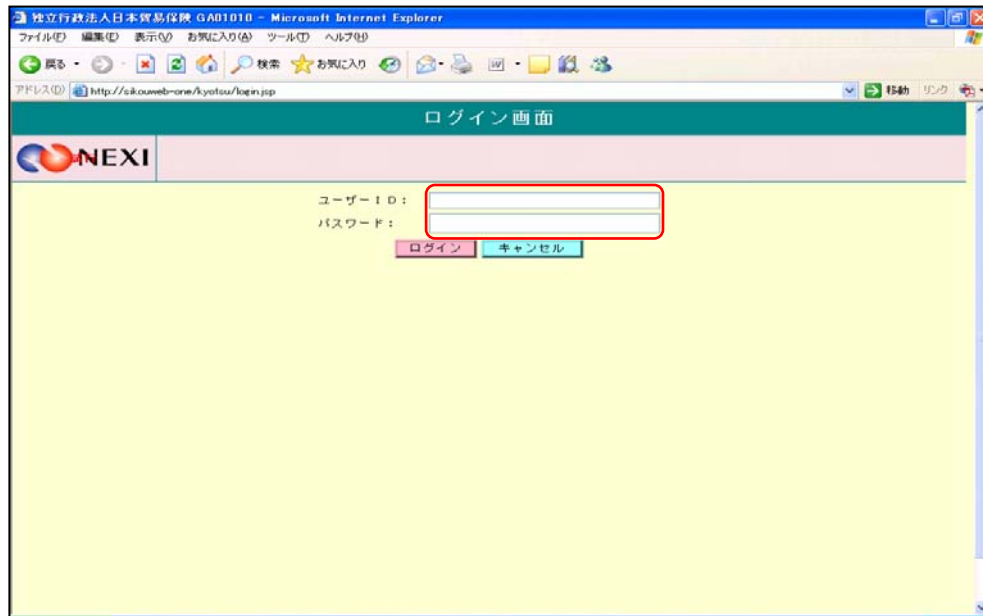 独立行政法人日本貿易保険 GA01010 - Microsoft Internet Explorer
ファイル(F) 編集(E) 表示(V) お気に入り(A) ツール(T) ヘルプ(H)
戻る 検索 お気に入り
アドレス(D) http://sikouweb-one/kyotsu/login.jsp 移動 リンク
ログイン画面
NEXI
ユーザーID:
パスワード:
ログイン キャンセル